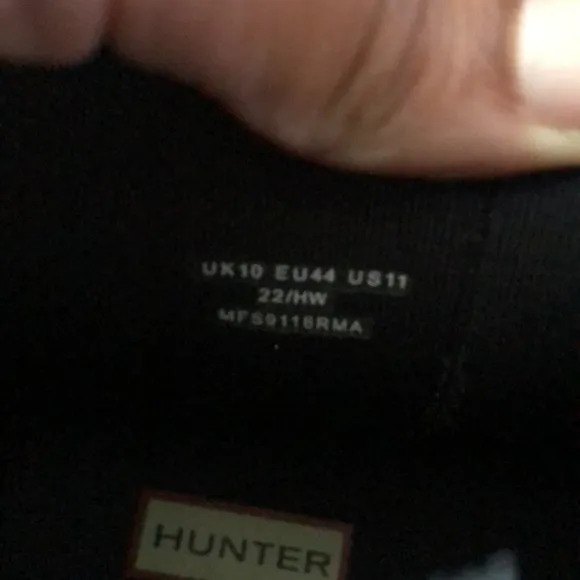 UK10 EU44 US11
22/HW
MFS9116RMA
HUNTER